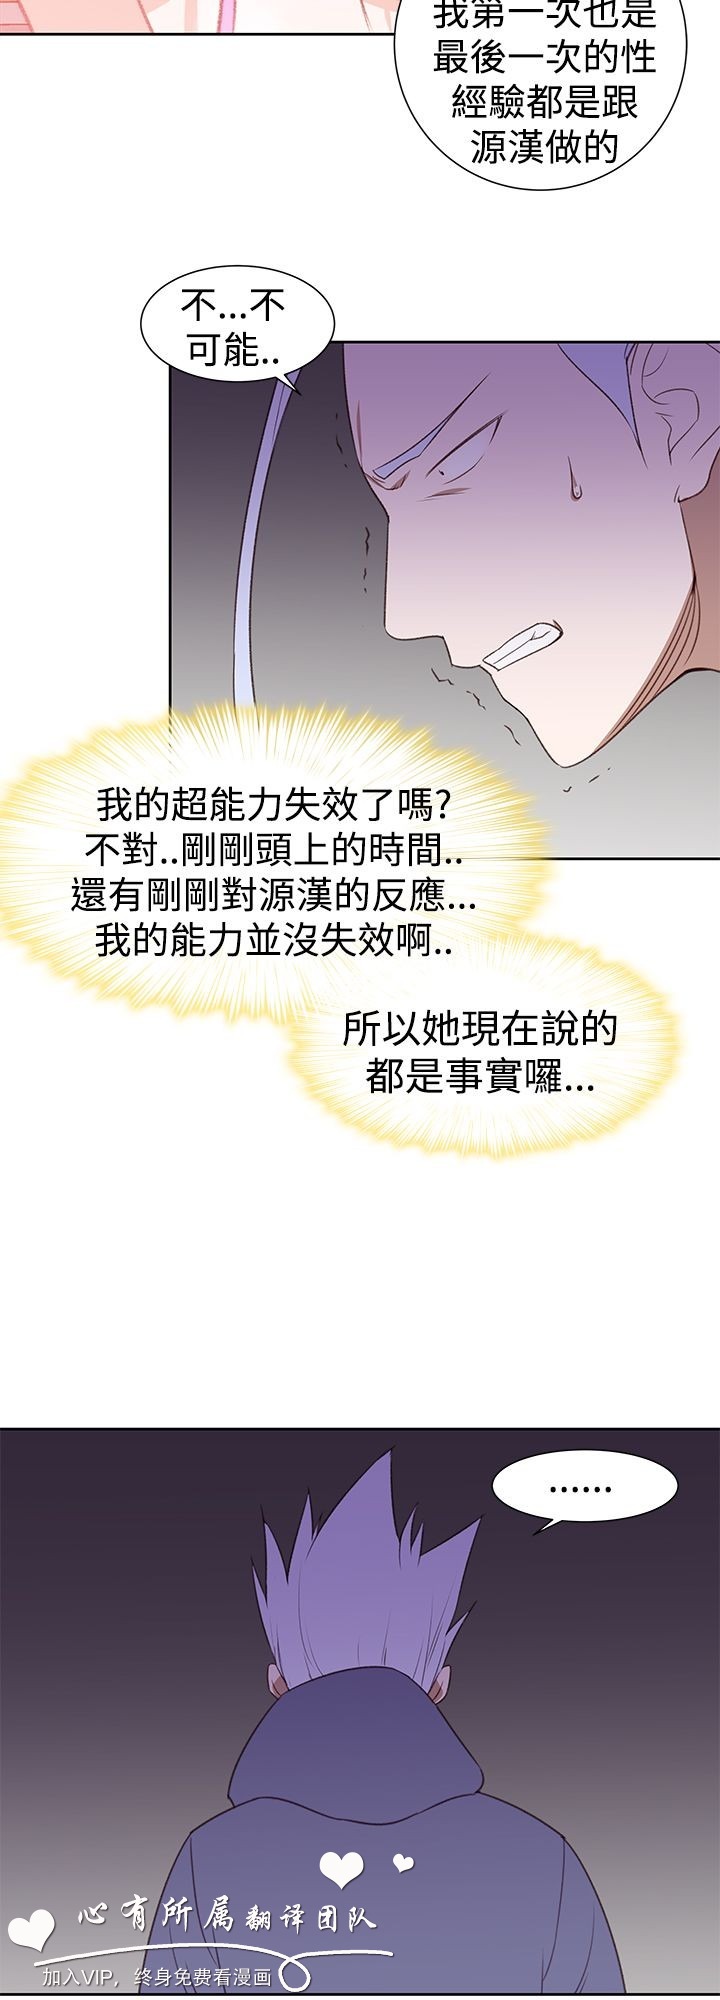 我第一次也是
最後一次的性
經驗都是跟
源漢做的
不...不
可能..
我的超能力失效了嗎?
不對..剛剛頭上的時間..
還有剛剛對源漢的反應...
我的能力並沒失效啊..
所以她現在說的
都是事實囉...
......
心有所属翻译团队
加入VIP，终身免费看漫画